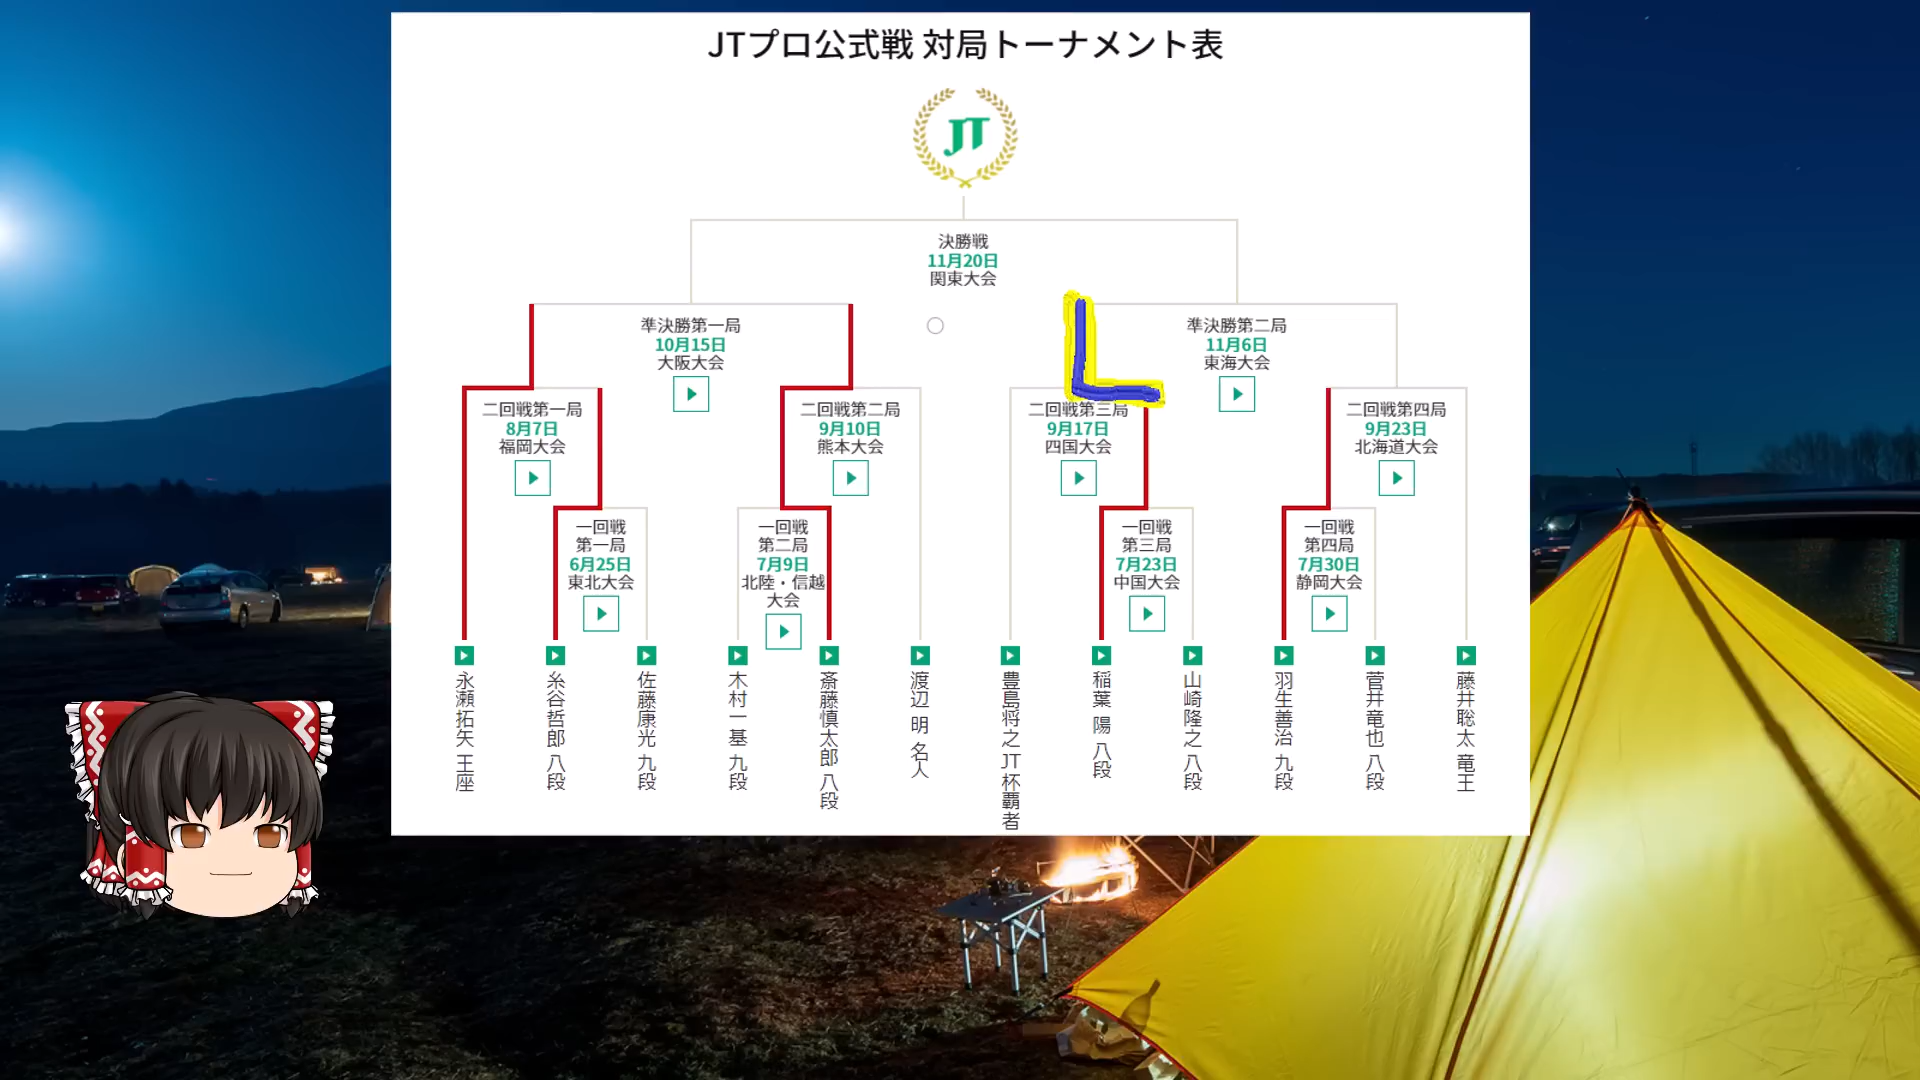 JTプロ公式戦 対局トーナメント表
JT
決勝戦
11月20日
関東大会
準決勝第一局
10月15日
大阪大会
準決勝第二局
11月6日
東海大会
二回戦第一局
8月7日
福岡大会
二回戦第二局
9月10日
熊本大会
二回戦第三局
9月17日
四国大会
二回戦第四局
9月23日
北海道大会
一回戦
第一局
6月25日
東北大会
一回戦
第二局
7月9日
北陸・信越
大会
一回戦
第三局
7月23日
中国大会
一回戦
第四局
7月30日
静岡大会
永瀬拓矢 王座
糸谷哲郎 八段
佐藤康光 九段
木村一基 九段
斎藤慎太郎 八段
渡辺 明 名人
豊島将之 JT杯覇者
稲葉 陽 八段
山崎隆之 八段
羽生善治 九段
菅井竜也 八段
藤井聡太 竜王